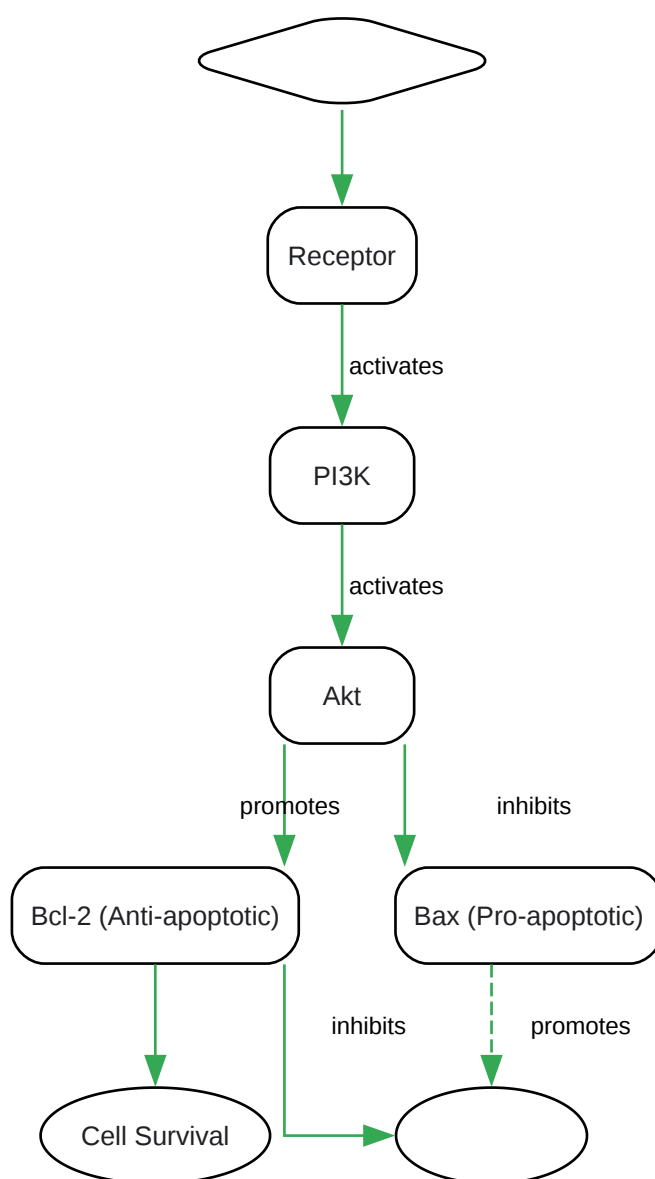 Receptor
activates
PI3K
activates
Akt
promotes
inhibits
Bcl-2 (Anti-apoptotic)
Bax (Pro-apoptotic)
inhibits
promotes
Cell Survival